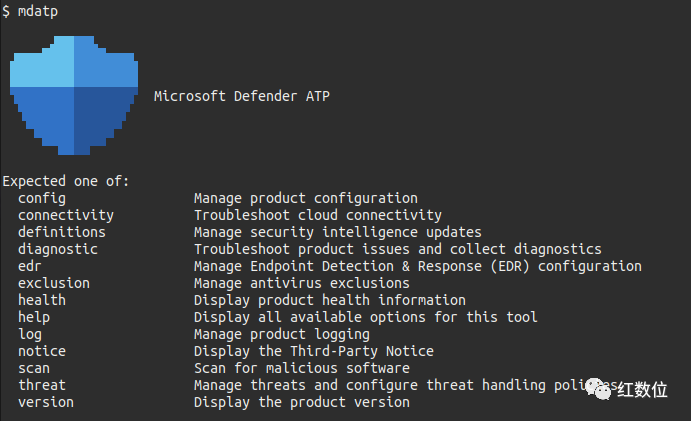 $ mdatp
Microsoft Defender ATP
Expected one of:
config Manage product configuration
connectivity Troubleshoot cloud connectivity
definitions Manage security intelligence updates
diagnostic Troubleshoot product issues and collect diagnostics
edr Manage Endpoint Detection & Response (EDR) configuration
exclusion Manage antivirus exclusions
health Display product health information
help Display all available options for this tool
log Manage product logging
notice Display the Third-Party Notice
scan Scan for malicious software
threat Manage threats and configure threat handling policies
version Display the product version
红数位